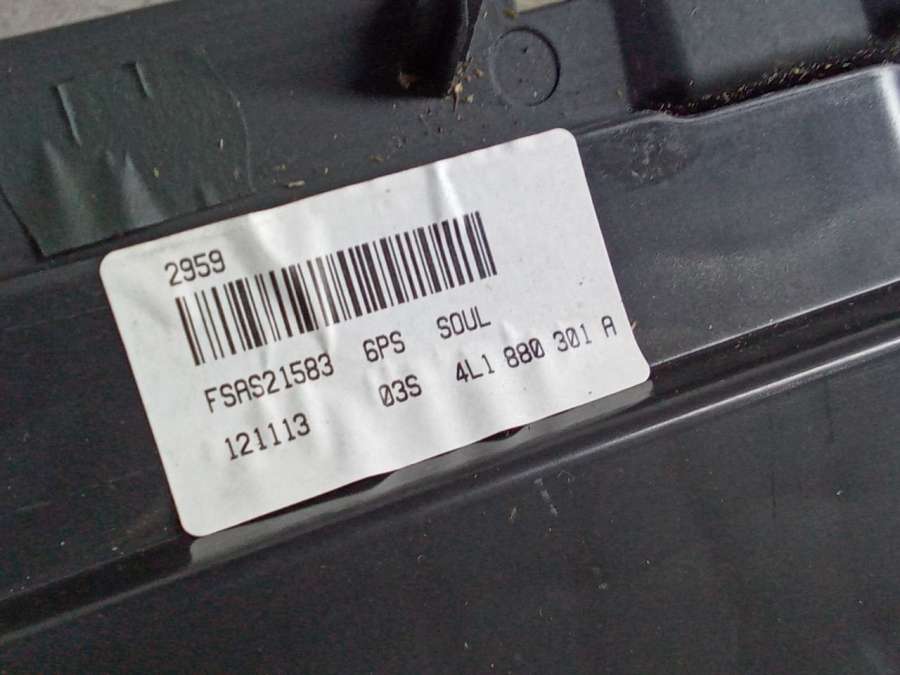 2959
FSAS21583 6PS SOUL
121113 03S 4L1 880 301 A